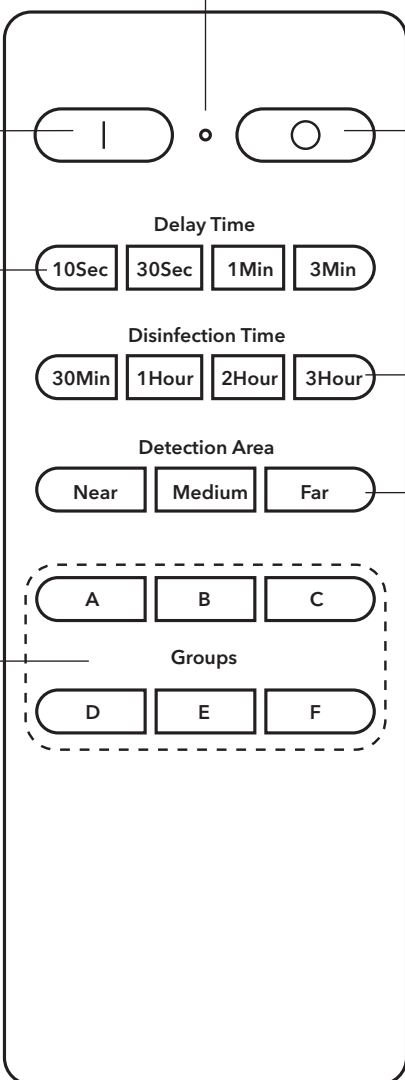 Delay Time
10Sec 30Sec 1Min 3Min
Disinfection Time
30Min 1Hour 2Hour 3Hour
Detection Area
Near Medium Far
A B C
Groups
D E F